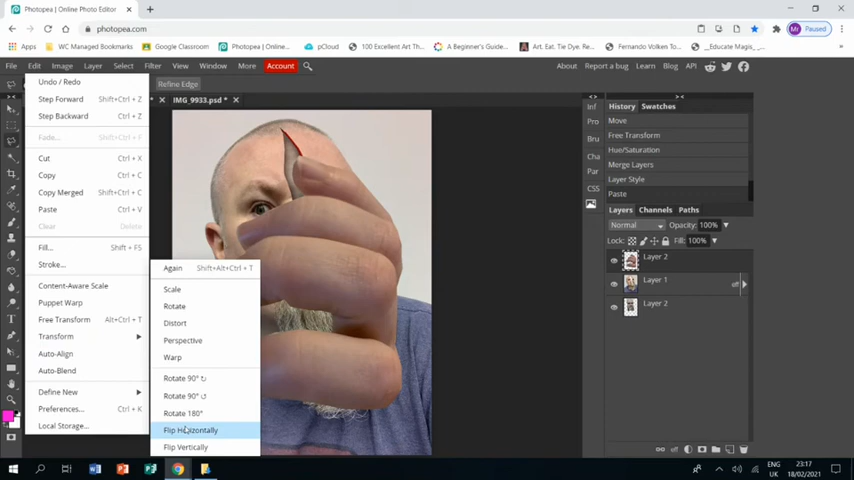 Photopea | Online Photo Editor
photopea.com
Mr Paused
Apps WC Managed Bookmarks Google Classroom Photopea | Online... pCloud 100 Excellent Art Th... A Beginner's Guide... Art. Eat. Tie Dye. Re... Fernando Volken To... __Educate Magis_...
File Edit Image Layer Select Filter View Window More Account About Report a bug Learn Blog API
Refine Edge
IMG_9933.psd *
Undo / Redo
Step Forward Shift+Ctrl + Z
Step Backward Ctrl + Z
Fade... Shift+Ctrl + F
Cut Ctrl + X
Copy Ctrl + C
Copy Merged Shift+Ctrl + C
Paste Ctrl + V
Clear Delete
Fill... Shift + F5
Stroke...
Content-Aware Scale
Puppet Warp
Free Transform Alt+Ctrl + T
Transform
Auto-Align
Auto-Blend
Define New
Preferences... Ctrl + K
Local Storage...
Again Shift+Alt+Ctrl + T
Scale
Rotate
Distort
Perspective
Warp
Rotate 90° ↻
Rotate 90° ↺
Rotate 180°
Flip Horizontally
Flip Vertically
Inf
Pro
Bru
Cha
Par
CSS
History Swatches
Move
Free Transform
Hue/Saturation
Merge Layers
Layer Style
Paste
Layers Channels Paths
Normal Opacity: 100%
Lock: Fill: 100%
Layer 2
Layer 1 eff
Layer 2
eff
ENG
UK
23:17
17/02/2021